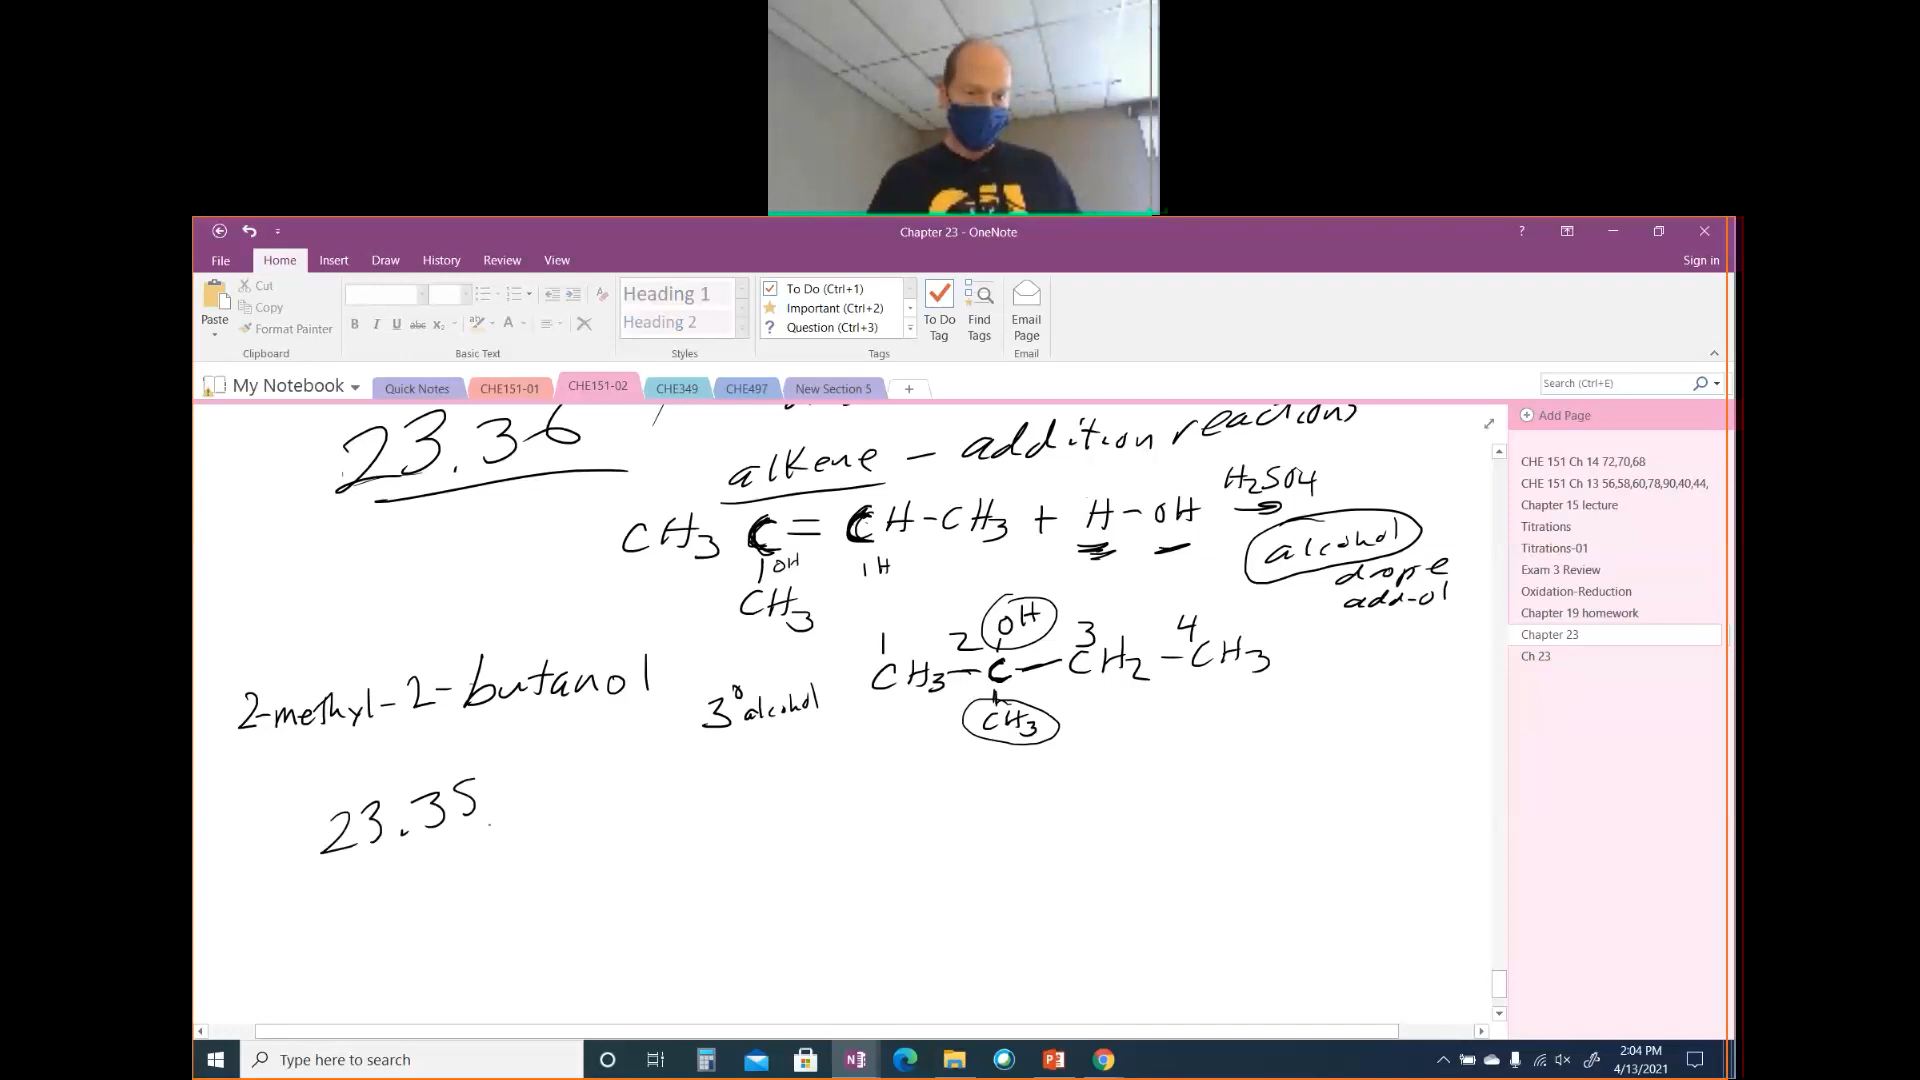 Chapter 23 - OneNote
?
File Home Insert Draw History Review View
Sign in
Paste
Cut
Copy
Format Painter
Clipboard
B I U abc X₂ ab A
Basic Text
Heading 1
Heading 2
Styles
To Do (Ctrl+1)
Important (Ctrl+2)
? Question (Ctrl+3)
Tags
To Do Tag
Find Tags
Email Page
Email
My Notebook Quick Notes CHE151-01 CHE151-02 CHE349 CHE497 New Section 5 +
Search (Ctrl+E)
Add Page
CHE 151 Ch 14 72,70,68
CHE 151 Ch 13 56,58,60,78,90,40,44,
Chapter 15 lecture
Titrations
Titrations-01
Exam 3 Review
Oxidation-Reduction
Chapter 19 homework
Chapter 23
Ch 23
23.36
alkene - addition reactions
H2SO4
CH3 C = CH-CH3 + H-OH
OH
H
CH3
alcohol
drop e
add-ol
OH
1 2 3 4
CH3-C-CH2-CH3
CH3
2-methyl-2-butanol
3° alcohol
23.35
Type here to search
2:04 PM
4/13/2021